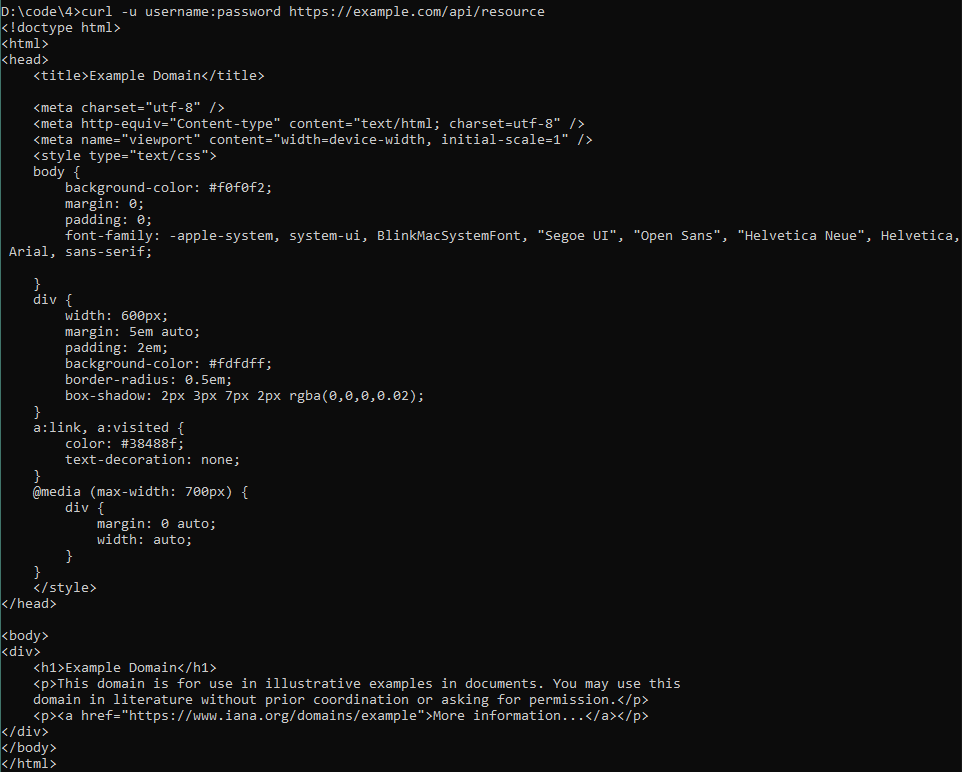 D:\code\4>curl -u username:password https://example.com/api/resource
<!doctype html>
<html>
<head>
    <title>Example Domain</title>

    <meta charset="utf-8" />
    <meta http-equiv="Content-type" content="text/html; charset=utf-8" />
    <meta name="viewport" content="width=device-width, initial-scale=1" />
    <style type="text/css">
    body {
        background-color: #f0f0f2;
        margin: 0;
        padding: 0;
        font-family: -apple-system, system-ui, BlinkMacSystemFont, "Segoe UI", "Open Sans", "Helvetica Neue", Helvetica,
 Arial, sans-serif;

    }
    div {
        width: 600px;
        margin: 5em auto;
        padding: 2em;
        background-color: #fdfdff;
        border-radius: 0.5em;
        box-shadow: 2px 3px 7px 2px rgba(0,0,0,0.02);
    }
    a:link, a:visited {
        color: #38488f;
        text-decoration: none;
    }
    @media (max-width: 700px) {
        div {
            margin: 0 auto;
            width: auto;
        }
    }
    </style>
</head>

<body>
<div>
    <h1>Example Domain</h1>
    <p>This domain is for use in illustrative examples in documents. You may use this
    domain in literature without prior coordination or asking for permission.</p>
    <p><a href="https://www.iana.org/domains/example">More information...</a></p>
</div>
</body>
</html>